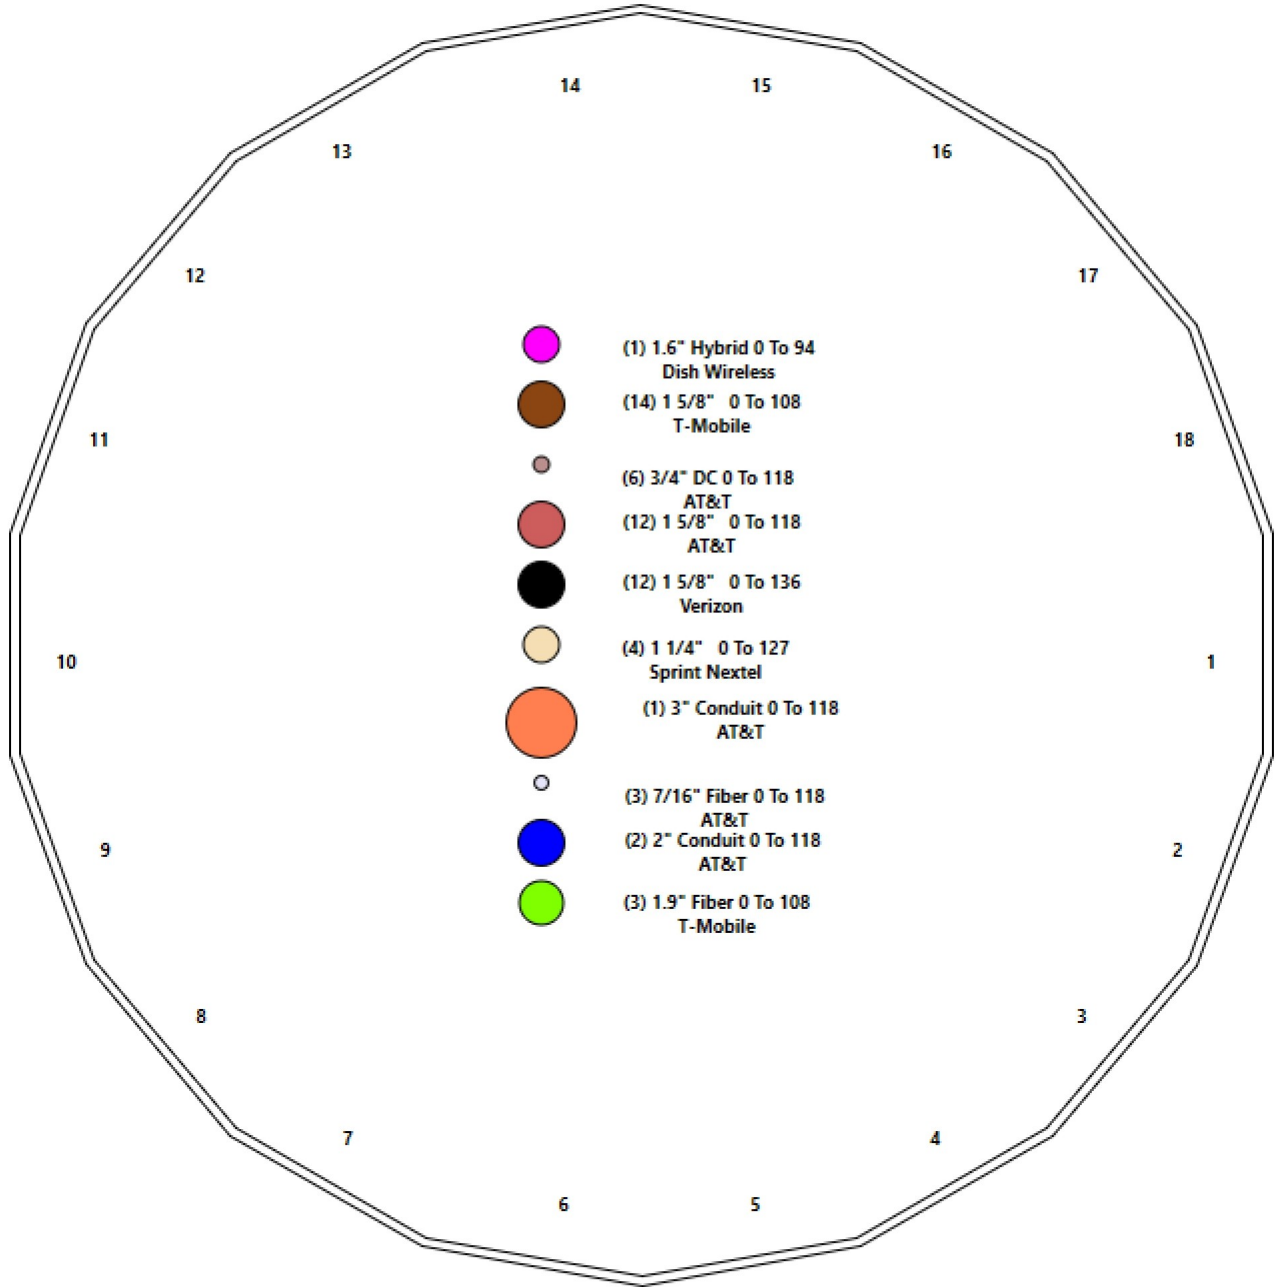 14
15
13
16
12
17
(1) 1.6" Hybrid 0 To 94
Dish Wireless
(14) 1 5/8"   0 To 108
T-Mobile
11
18
(6) 3/4" DC 0 To 118
AT&T
(12) 1 5/8"   0 To 118
AT&T
(12) 1 5/8"   0 To 136
Verizon
(4) 1 1/4"   0 To 127
Sprint Nextel
10
1
(1) 3" Conduit 0 To 118
AT&T
(3) 7/16" Fiber 0 To 118
AT&T
(2) 2" Conduit 0 To 118
AT&T
9
2
(3) 1.9" Fiber 0 To 108
T-Mobile
8
3
7
4
6
5